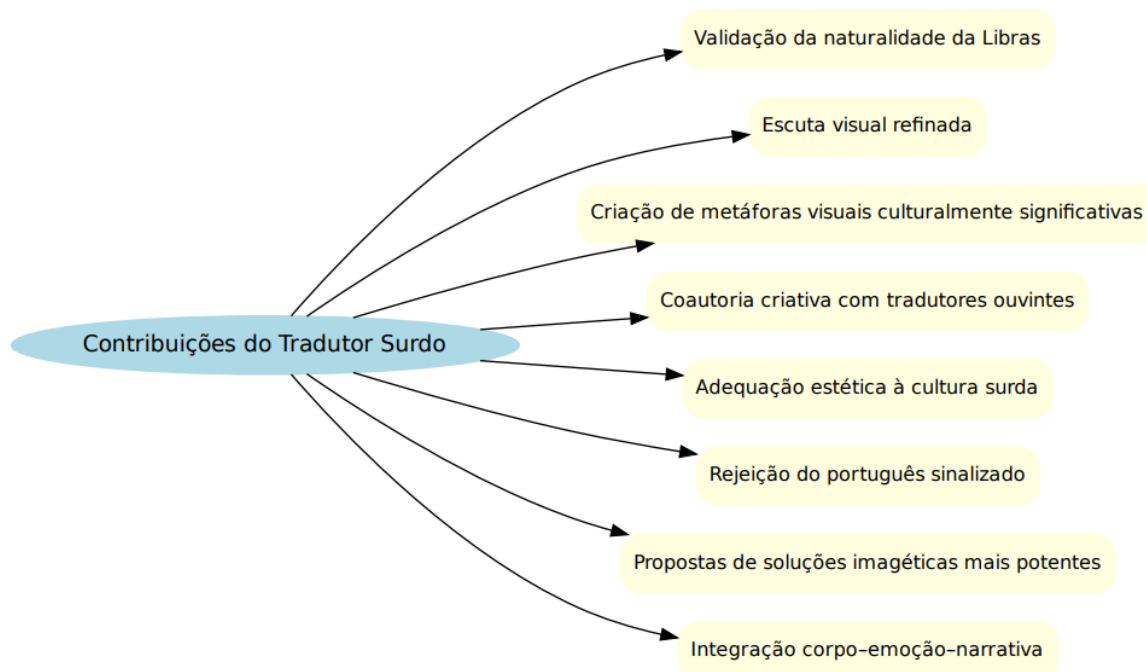 Contribuições do Tradutor Surdo
Validação da naturalidade da Libras
Escuta visual refinada
Criação de metáforas visuais culturalmente significativas
Coautoria criativa com tradutores ouvintes
Adequação estética à cultura surda
Rejeição do português sinalizado
Propostas de soluções imagéticas mais potentes
Integração corpo–emoção–narrativa